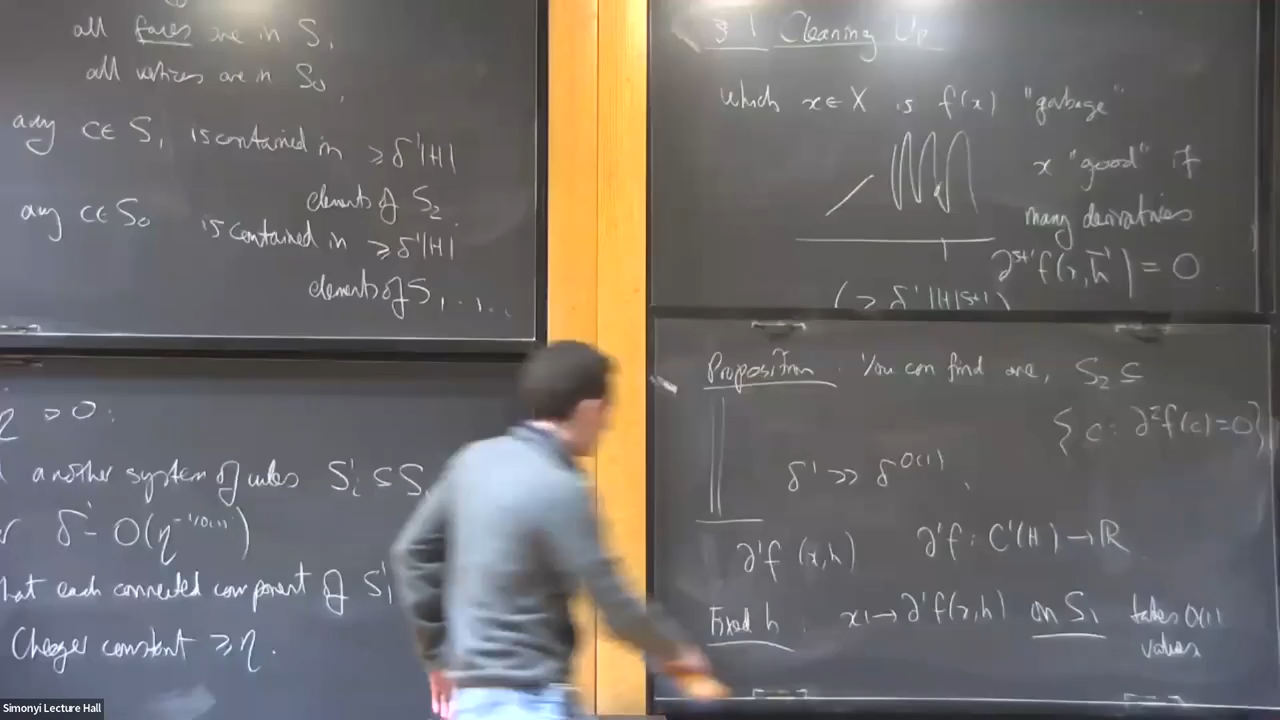 all faces are in S₁
all vertices are in S₀,
any c ∈ S₁ is contained in ≥ δ'|H|
elements of S₂
any c ∈ S₀ is contained in ≥ δ'|H|
elements of S₁ ...
> 0:
another system of cubes S'ᵢ ⊆ S
δ' = O(η^{-1/O(1)})
that each connected component of S'₁
Cheeger constant ≥ η.
§ 1 Cleaning Up
which x ∈ X is f(x) "garbage"
x "good" if
many derivatives
∂^{s+1} f(x, h⃗) = 0
(≥ δ'|H|^{s+1})
Proposition. You can find one, S₂ ⊆
{c : ∂²f(c) = 0}
δ' >> δ^{O(1)}
∂'f (x,h) ∂'f : C'(H) → ℝ
Fixed h. x ↦ ∂'f(x,h) on S₁ takes O(1)
values
Simonyi Lecture Hall